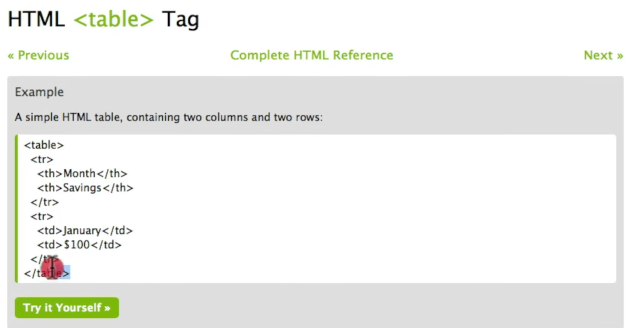 HTML <table> Tag
« Previous
Complete HTML Reference
Next »
Example
A simple HTML table, containing two columns and two rows:
<table>
<tr>
<th>Month</th>
<th>Savings</th>
</tr>
<tr>
<td>January</td>
<td>$100</td>
</tr>
</table>
Try it Yourself »